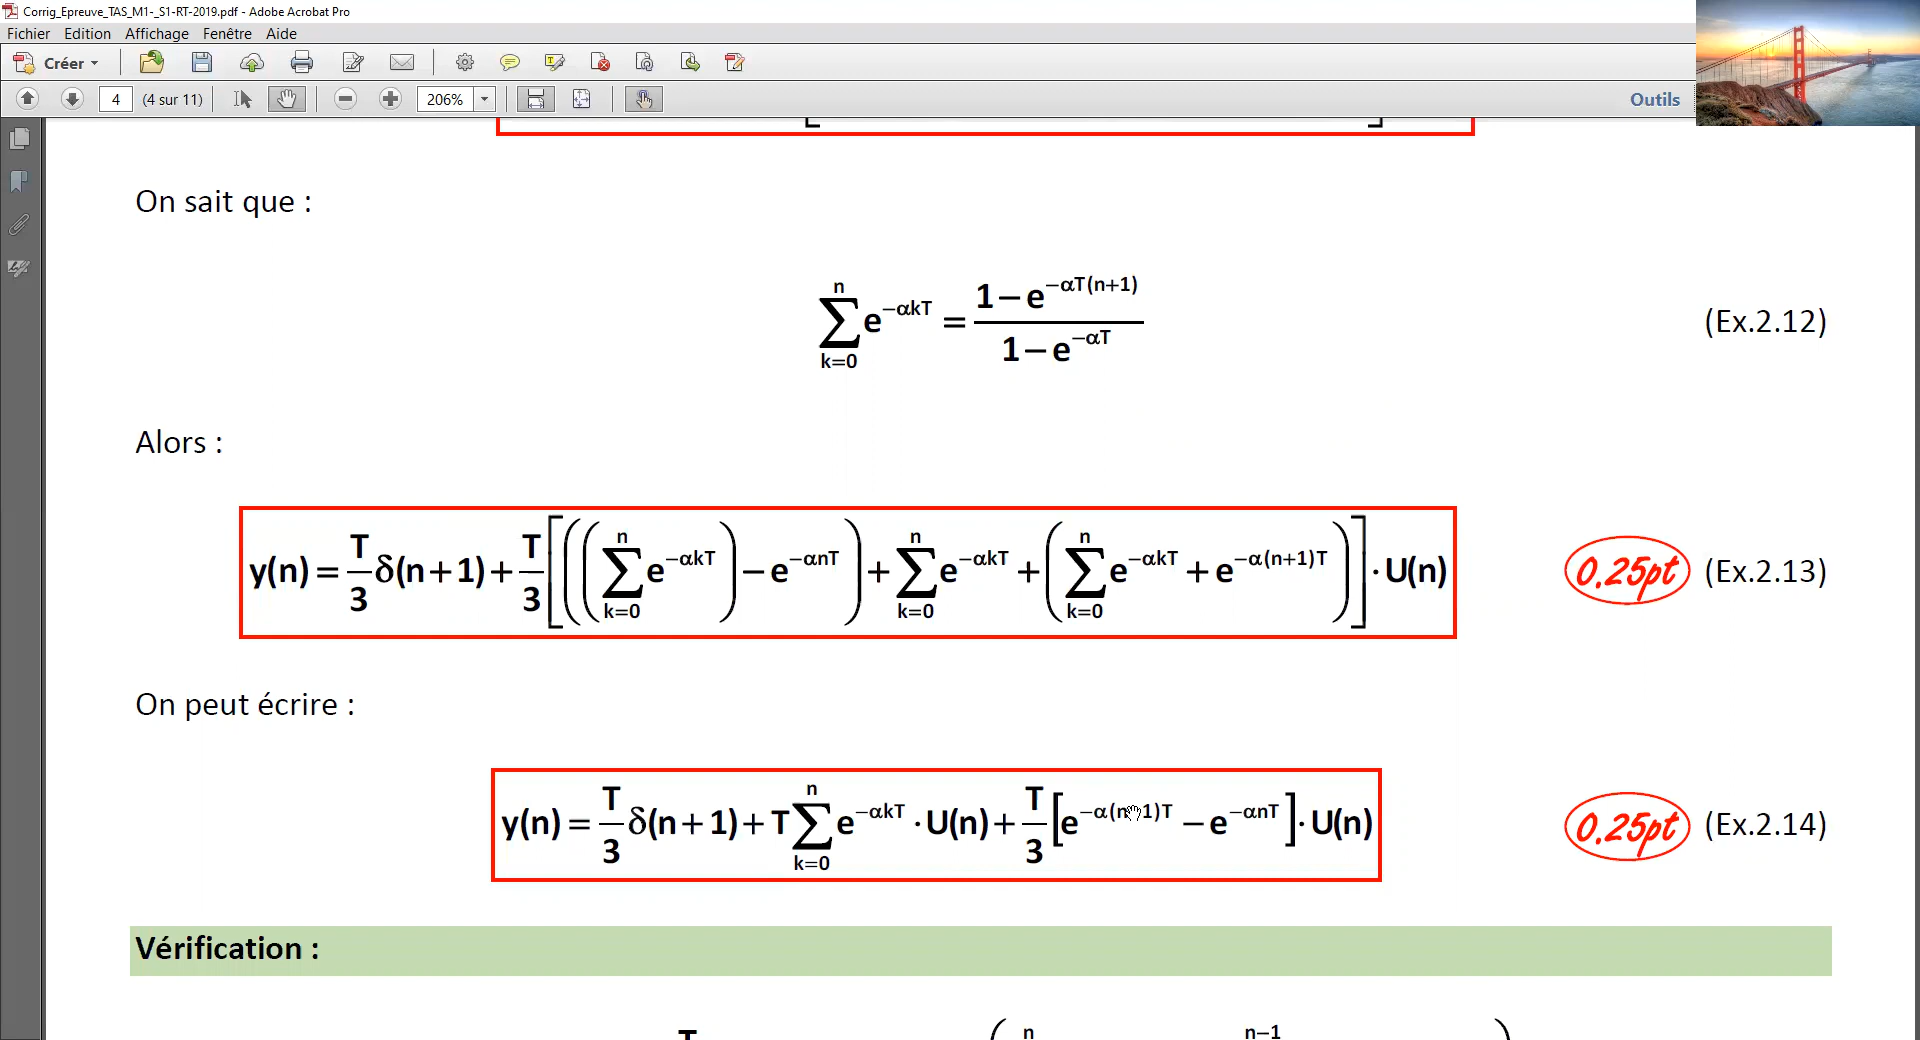 Corrig_Epreuve_TAS_M1-_S1-RT-2019.pdf - Adobe Acrobat Pro
Fichier Edition Affichage Fenêtre Aide
Créer
4 (4 sur 11) 206% Outils
On sait que :
∑_{k=0}^{n} e^{−αkT} = (1−e^{−αT(n+1)})/(1−e^{−αT}) (Ex.2.12)
Alors :
y(n) = T/3 δ(n+1) + T/3 [((∑_{k=0}^{n} e^{−αkT}) − e^{−αnT}) + ∑_{k=0}^{n} e^{−αkT} + (∑_{k=0}^{n} e^{−αkT} + e^{−α(n+1)T})] · U(n) 0.25pt (Ex.2.13)
On peut écrire :
y(n) = T/3 δ(n+1) + T ∑_{k=0}^{n} e^{−αkT} · U(n) + T/3 [e^{−α(n+1)T} − e^{−αnT}] · U(n) 0.25pt (Ex.2.14)
Vérification :
T n n−1